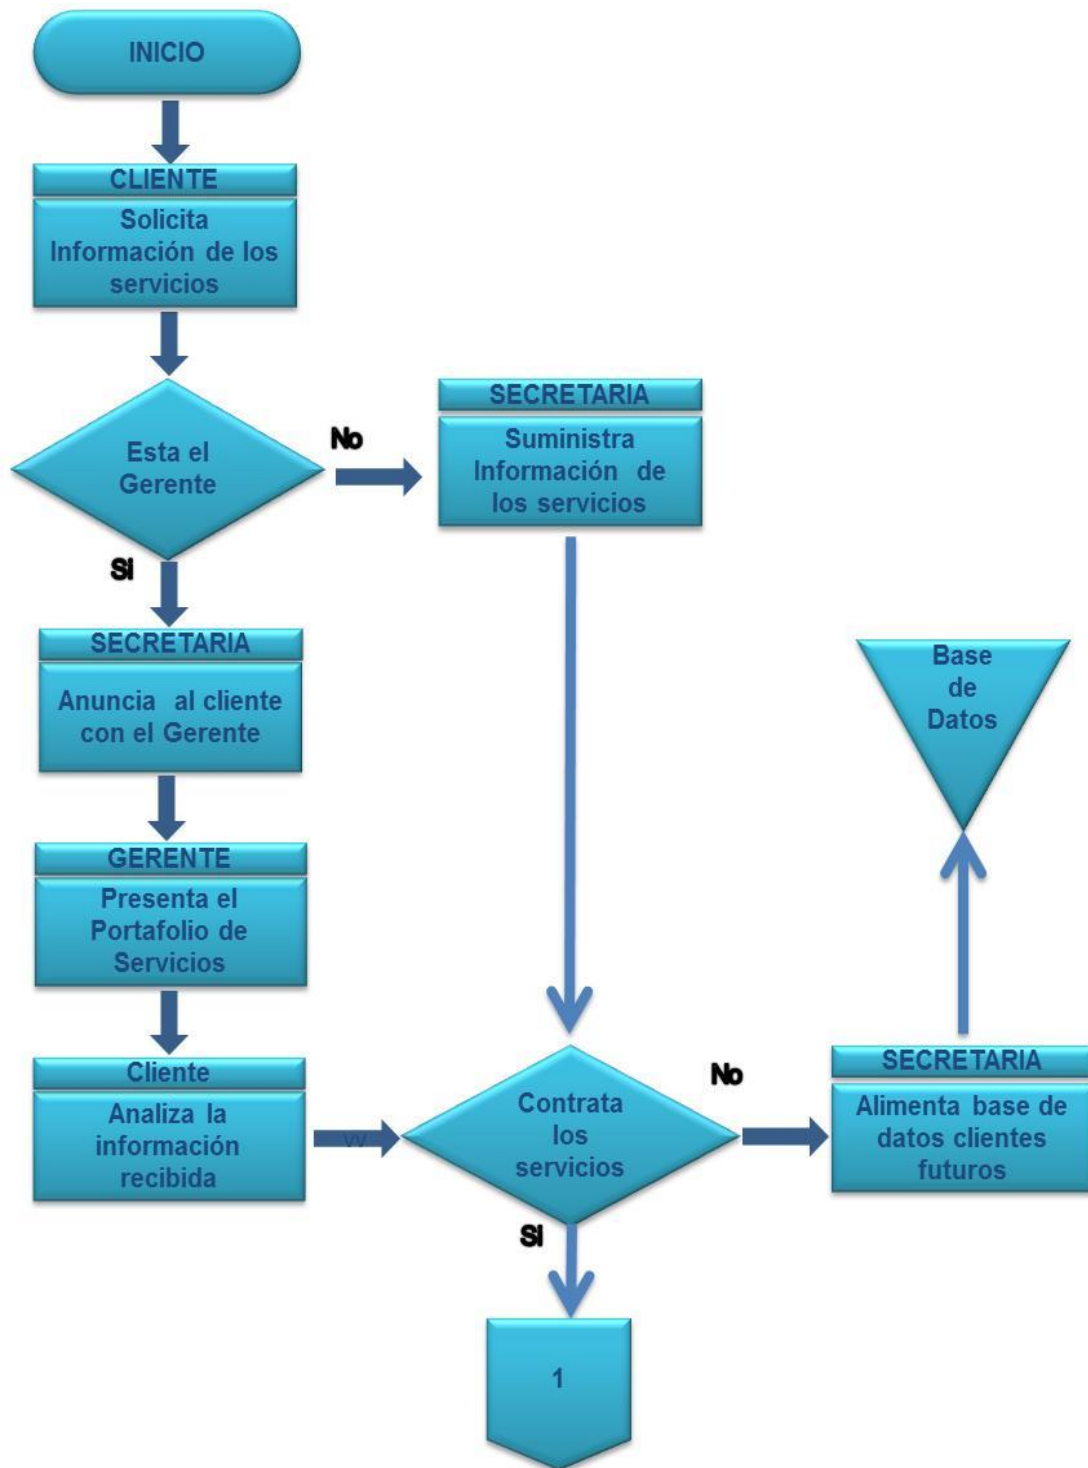 INICIO
CLIENTE
Solicita
Información de los
servicios
Esta el
Gerente
No
SECRETARIA
Suministra
Información de
los servicios
Si
SECRETARIA
Anuncia al cliente
con el Gerente
GERENTE
Presenta el
Portafolio de
Servicios
Cliente
Analiza la
información
recibida
vv
Contrata
los
servicios
No
SECRETARIA
Alimenta base de
datos clientes
futuros
Base
de
Datos
Si
1